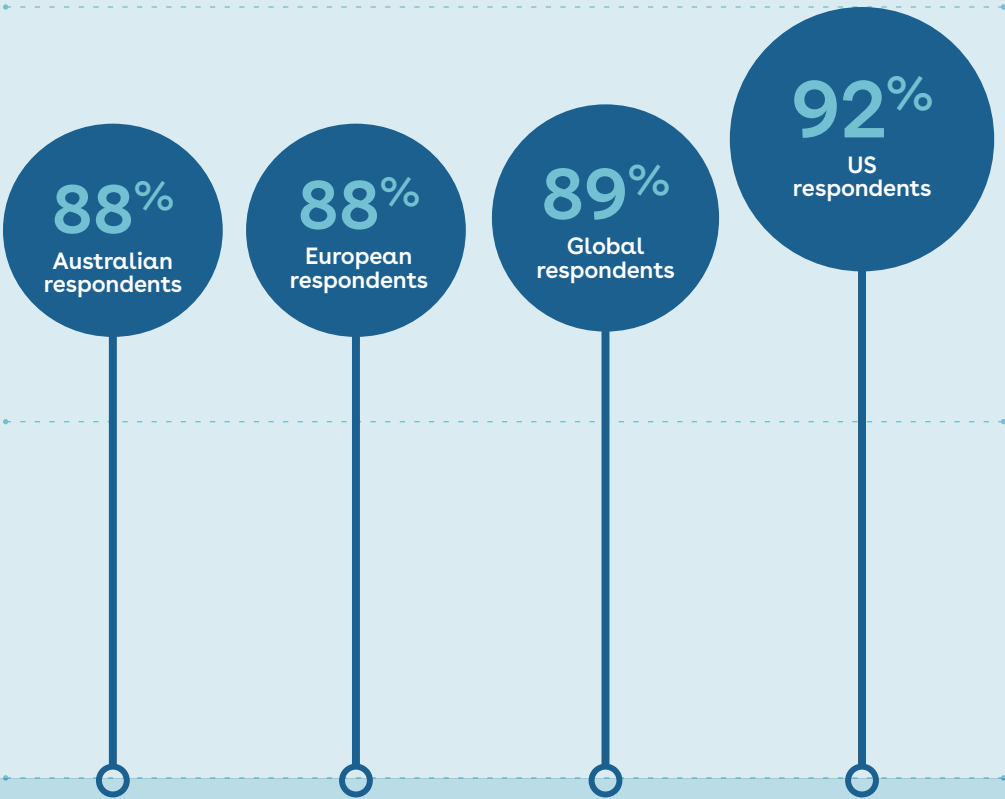 88%
Australian
respondents
88%
European
respondents
89%
Global
respondents
92%
US
respondents